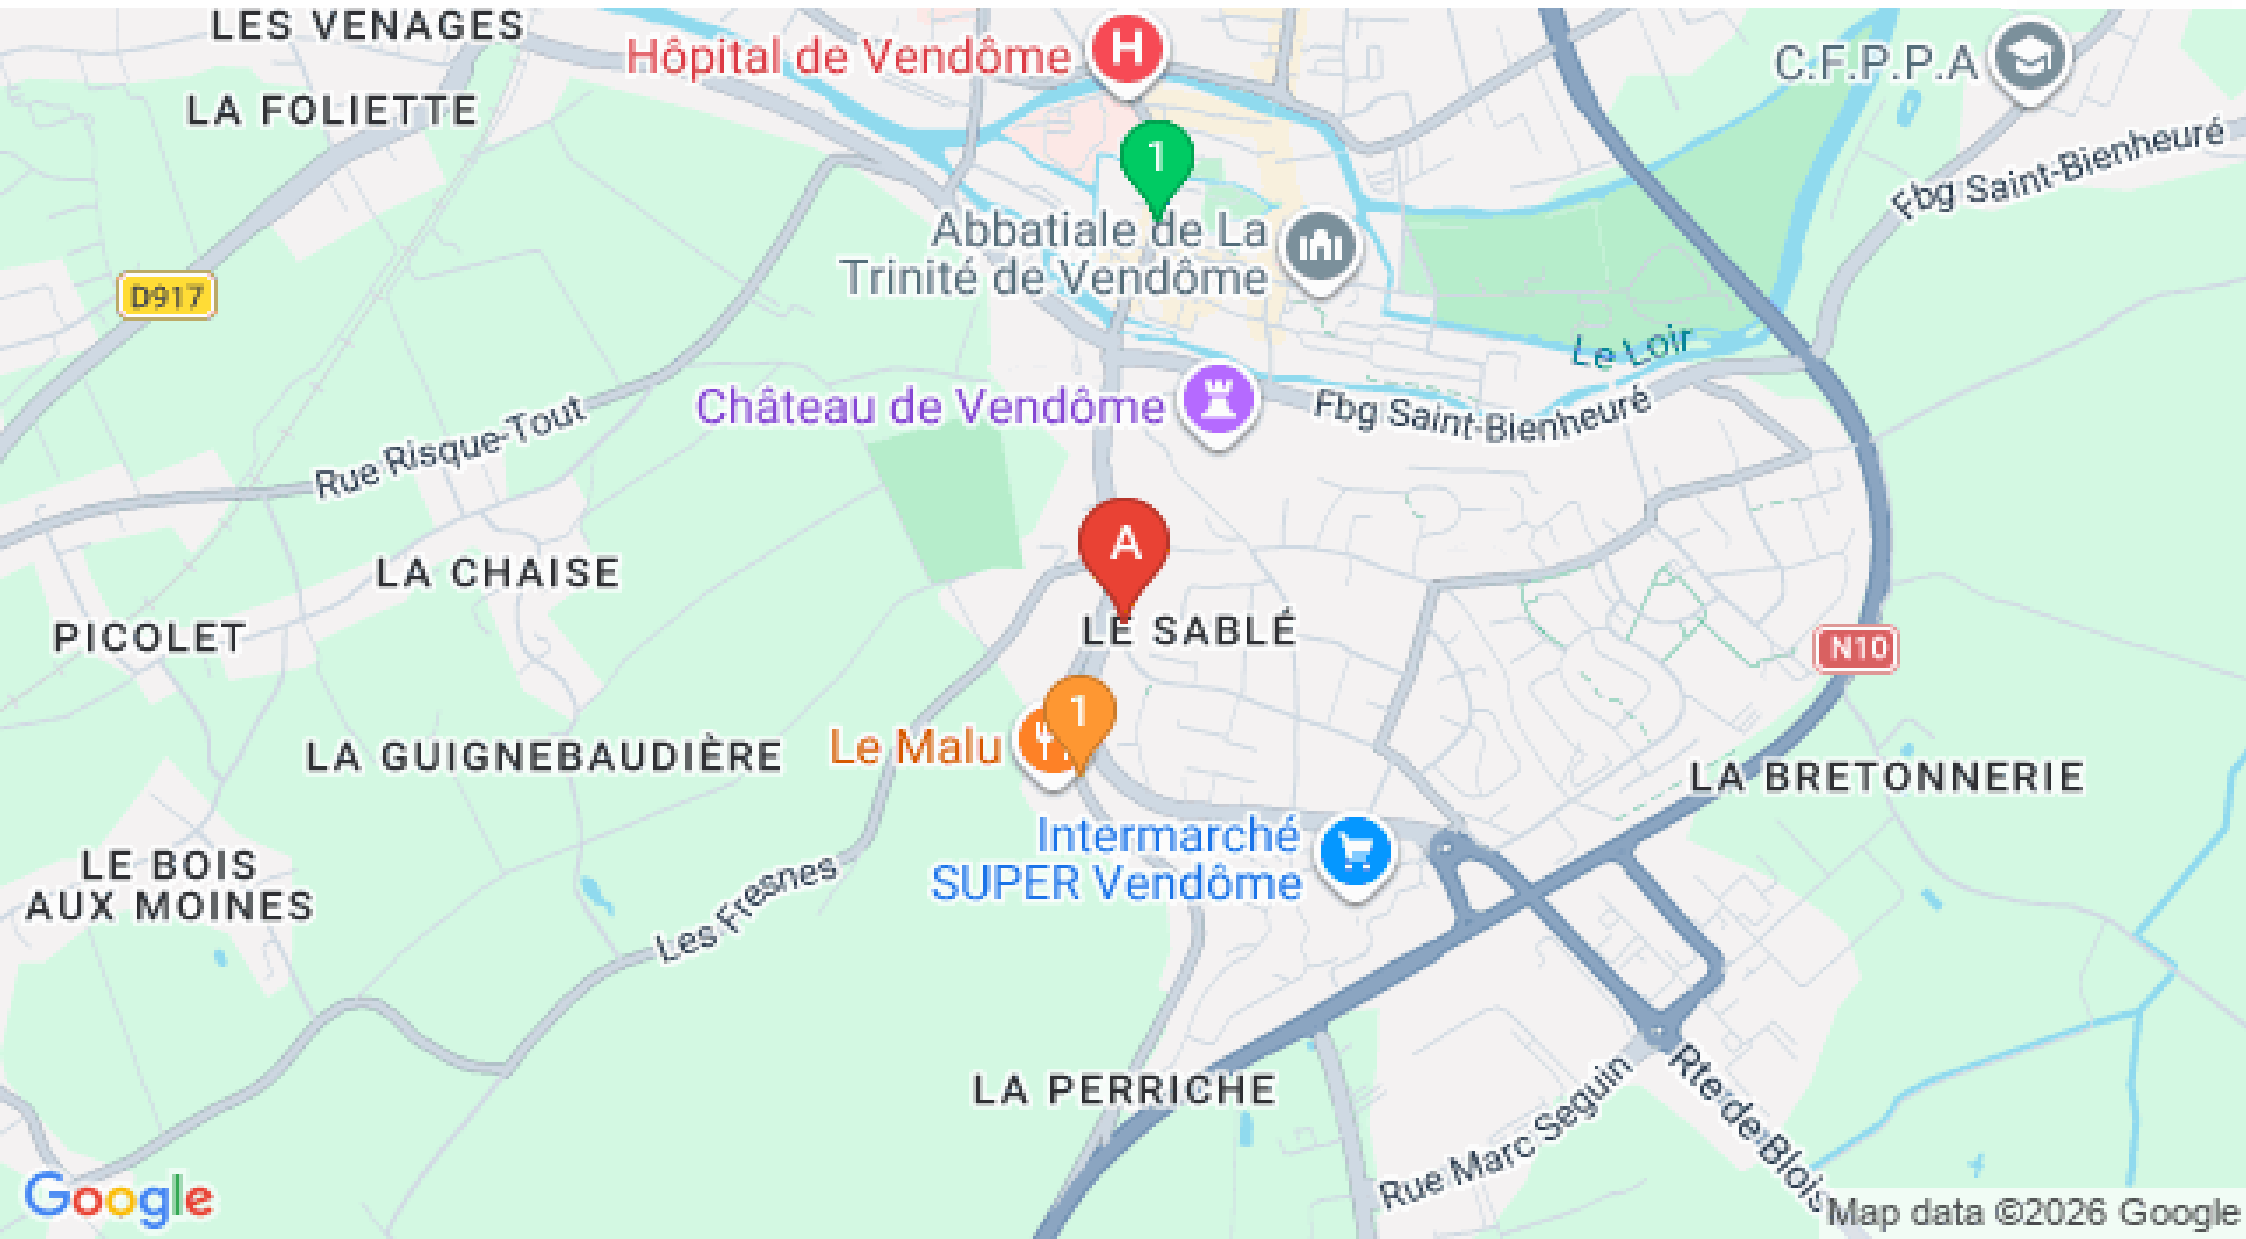 LES VENAGES
Hôpital de Vendôme
H
C.F.P.P.A
LA FOLIETTE
Fbg Saint-Bienheuré
1
Abbatiale de La
Trinité de Vendôme
D917
Le Loir
Château de Vendôme
Fbg Saint-Bienheuré
Rue Risque-Tout
A
LA CHAISE
PICOLET
LE SABLÉ
N10
1
Le Malu
LA GUIGNEBAUDIÈRE
LA BRETONNERIE
Intermarché
SUPER Vendôme
LE BOIS
AUX MOINES
Les Fresnes
LA PERRICHE
Rue Marc Seguin
Rte de Blois
Google
Map data ©2026 Google